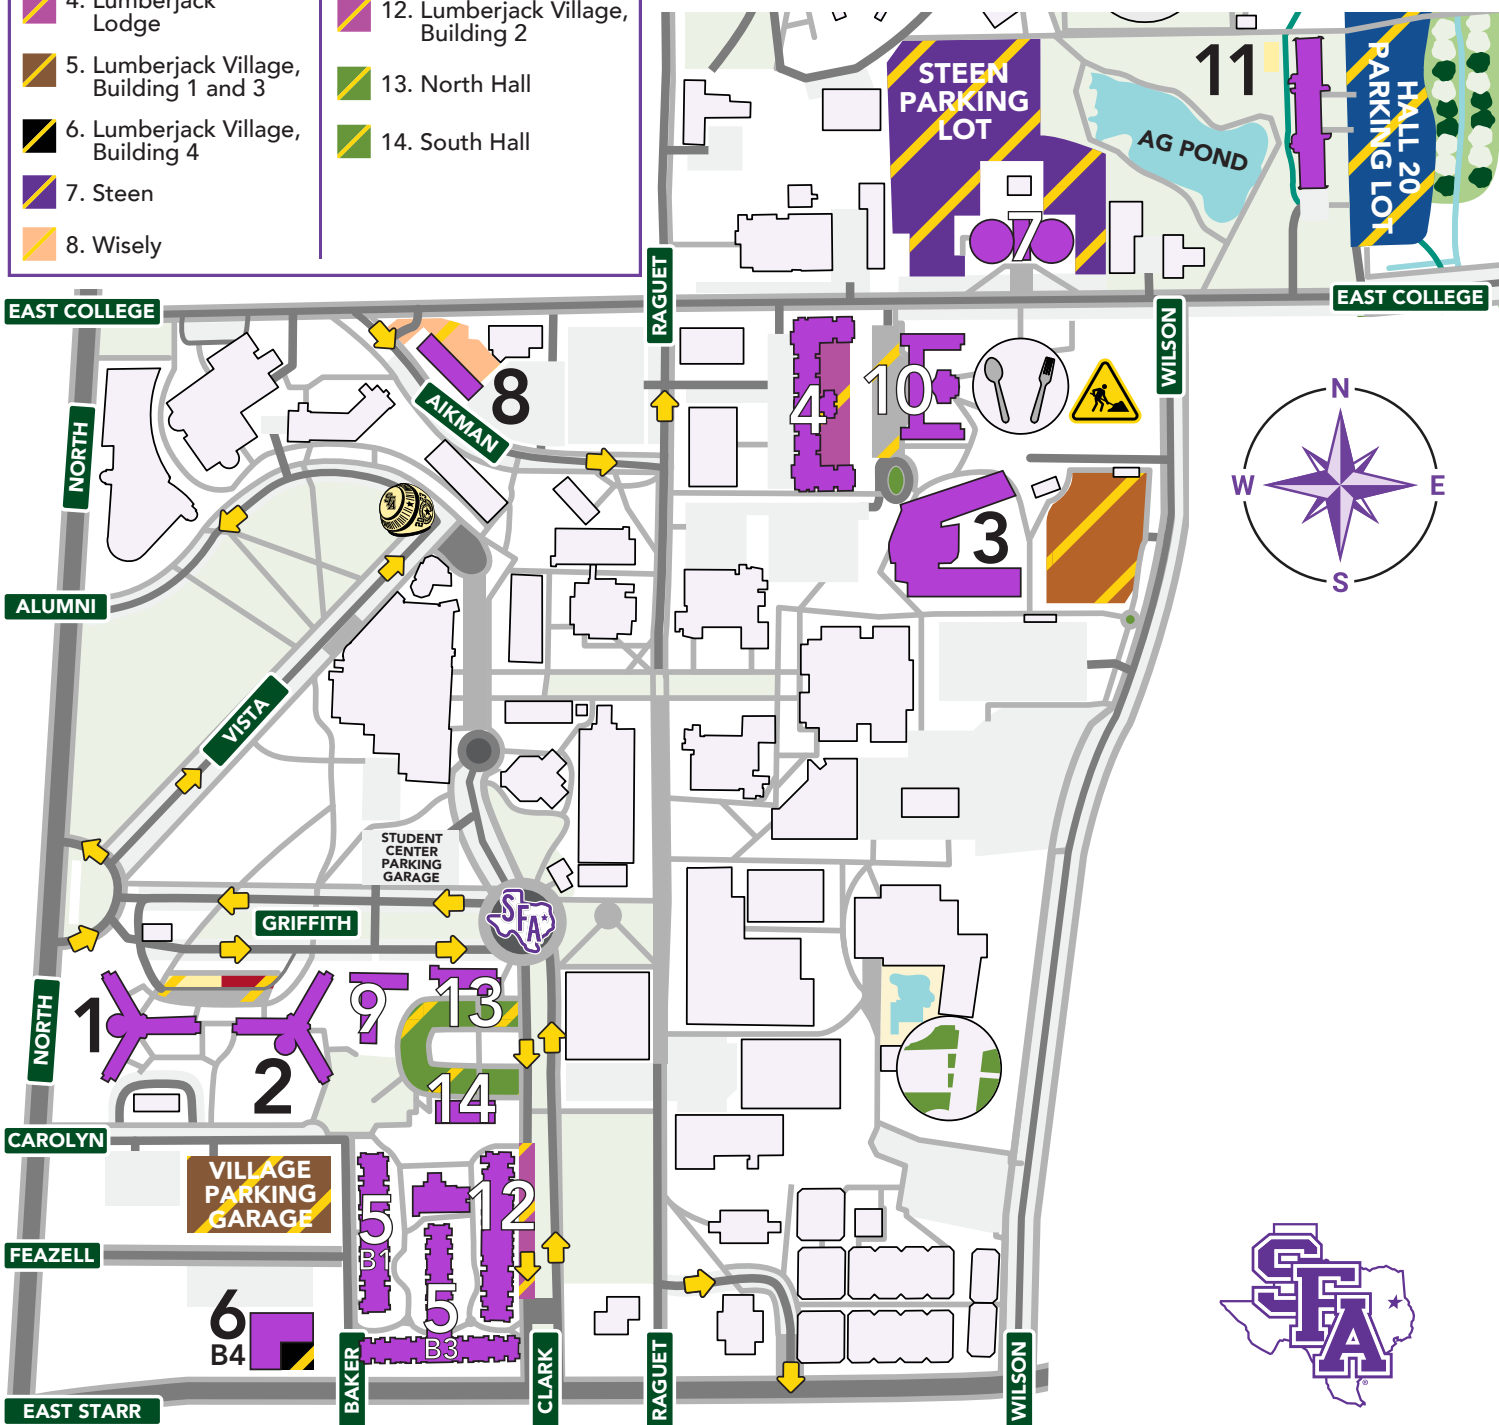 4. Lumberjack
Lodge
5. Lumberjack Village,
Building 1 and 3
6. Lumberjack Village,
Building 4
7. Steen
8. Wisely
12. Lumberjack Village,
Building 2
13. North Hall
14. South Hall
STEEN
PARKING
LOT
AG POND
11
HALL 20
PARKING LOT
7
EAST COLLEGE
RAGUET
EAST COLLEGE
WILSON
NORTH
AIKMAN
8
4
10
3
N
W
E
S
ALUMNI
VISTA
STUDENT
CENTER
PARKING
GARAGE
GRIFFITH
SFA
NORTH
1
2
9
13
14
CAROLYN
VILLAGE
PARKING
GARAGE
5
B1
12
5
B3
FEAZELL
6
B4
BAKER
CLARK
RAGUET
WILSON
EAST STARR
SFA
®